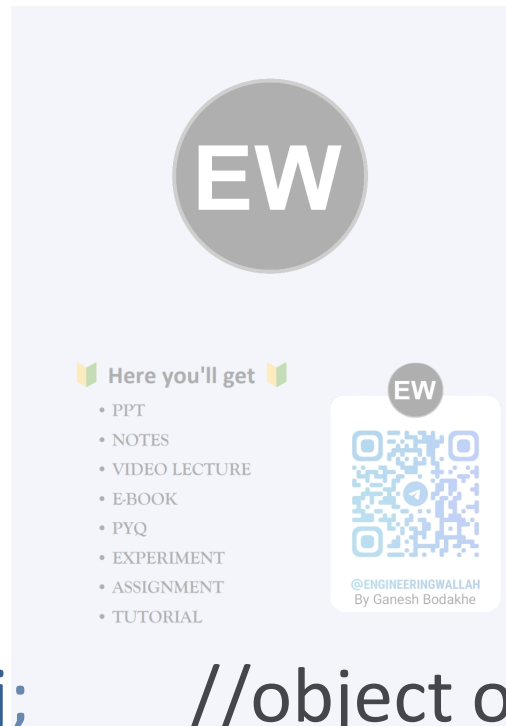 EW
🔰 Here you'll get 🔰
• PPT
• NOTES
• VIDEO LECTURE
• E-BOOK
• PYQ
• EXPERIMENT
• ASSIGNMENT
• TUTORIAL
EW
@ENGINEERINGWALLAH
By Ganesh Bodakhe
; //object o